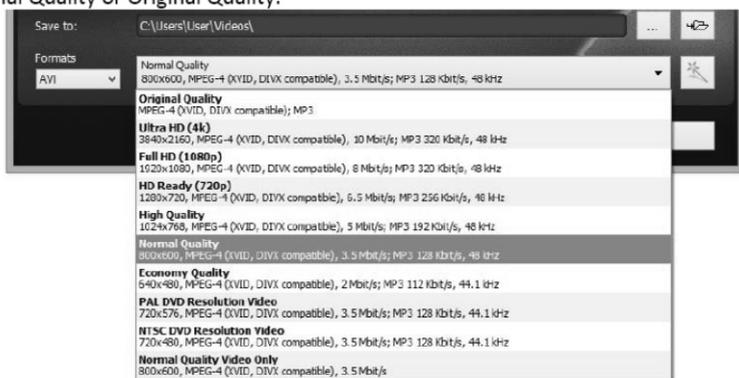 al Quality or Original Quality.
Save to:
C:\Users\User\Videos\
...
Formats
AVI
Normal Quality
800x600, MPEG-4 (XVID, DIVX compatible), 3.5 Mbit/s; MP3 128 Kbit/s, 48 kHz
Original Quality
MPEG-4 (XVID, DIVX compatible); MP3
Ultra HD (4k)
3840x2160, MPEG-4 (XVID, DIVX compatible), 10 Mbit/s; MP3 320 Kbit/s, 48 kHz
Full HD (1080p)
1920x1080, MPEG-4 (XVID, DIVX compatible), 8 Mbit/s; MP3 320 Kbit/s, 48 kHz
HD Ready (720p)
1280x720, MPEG-4 (XVID, DIVX compatible), 6.5 Mbit/s; MP3 256 Kbit/s, 48 kHz
High Quality
1024x768, MPEG-4 (XVID, DIVX compatible), 5 Mbit/s; MP3 192 Kbit/s, 48 kHz
Normal Quality
800x600, MPEG-4 (XVID, DIVX compatible), 3.5 Mbit/s; MP3 128 Kbit/s, 48 kHz
Economy Quality
640x480, MPEG-4 (XVID, DIVX compatible), 2 Mbit/s; MP3 112 Kbit/s, 44.1 kHz
PAL DVD Resolution Video
720x576, MPEG-4 (XVID, DIVX compatible), 3.5 Mbit/s; MP3 128 Kbit/s, 44.1 kHz
NTSC DVD Resolution Video
720x480, MPEG-4 (XVID, DIVX compatible), 3.5 Mbit/s; MP3 128 Kbit/s, 44.1 kHz
Normal Quality Video Only
800x600, MPEG-4 (XVID, DIVX compatible), 3.5 Mbit/s